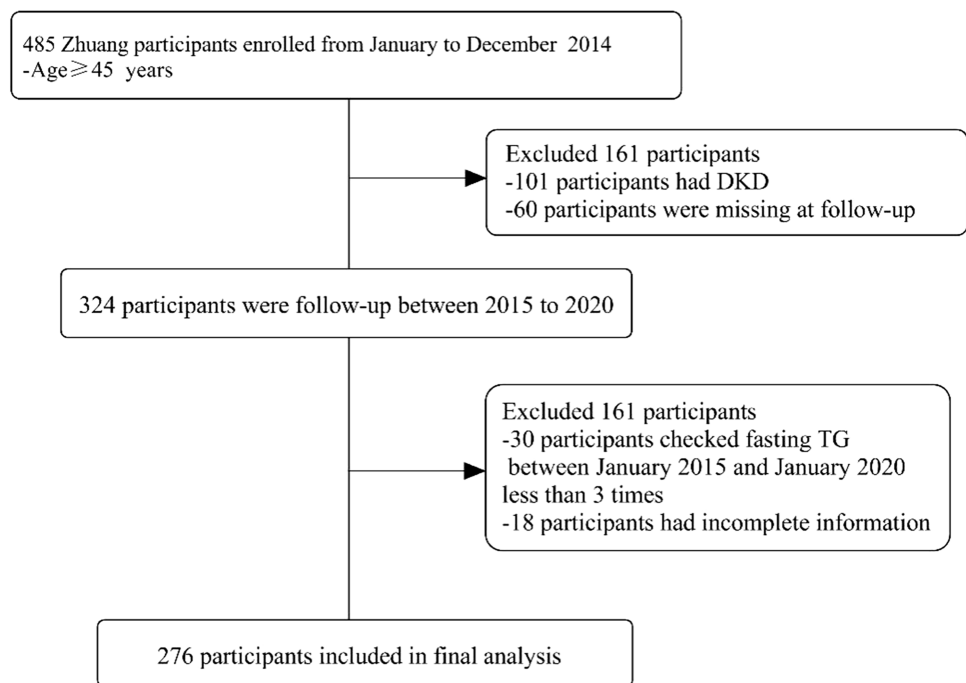 485 Zhuang participants enrolled from January to December 2014
-Age≥45 years
Excluded 161 participants
-101 participants had DKD
-60 participants were missing at follow-up
324 participants were follow-up between 2015 to 2020
Excluded 161 participants
-30 participants checked fasting TG
between January 2015 and January 2020
less than 3 times
-18 participants had incomplete information
276 participants included in final analysis